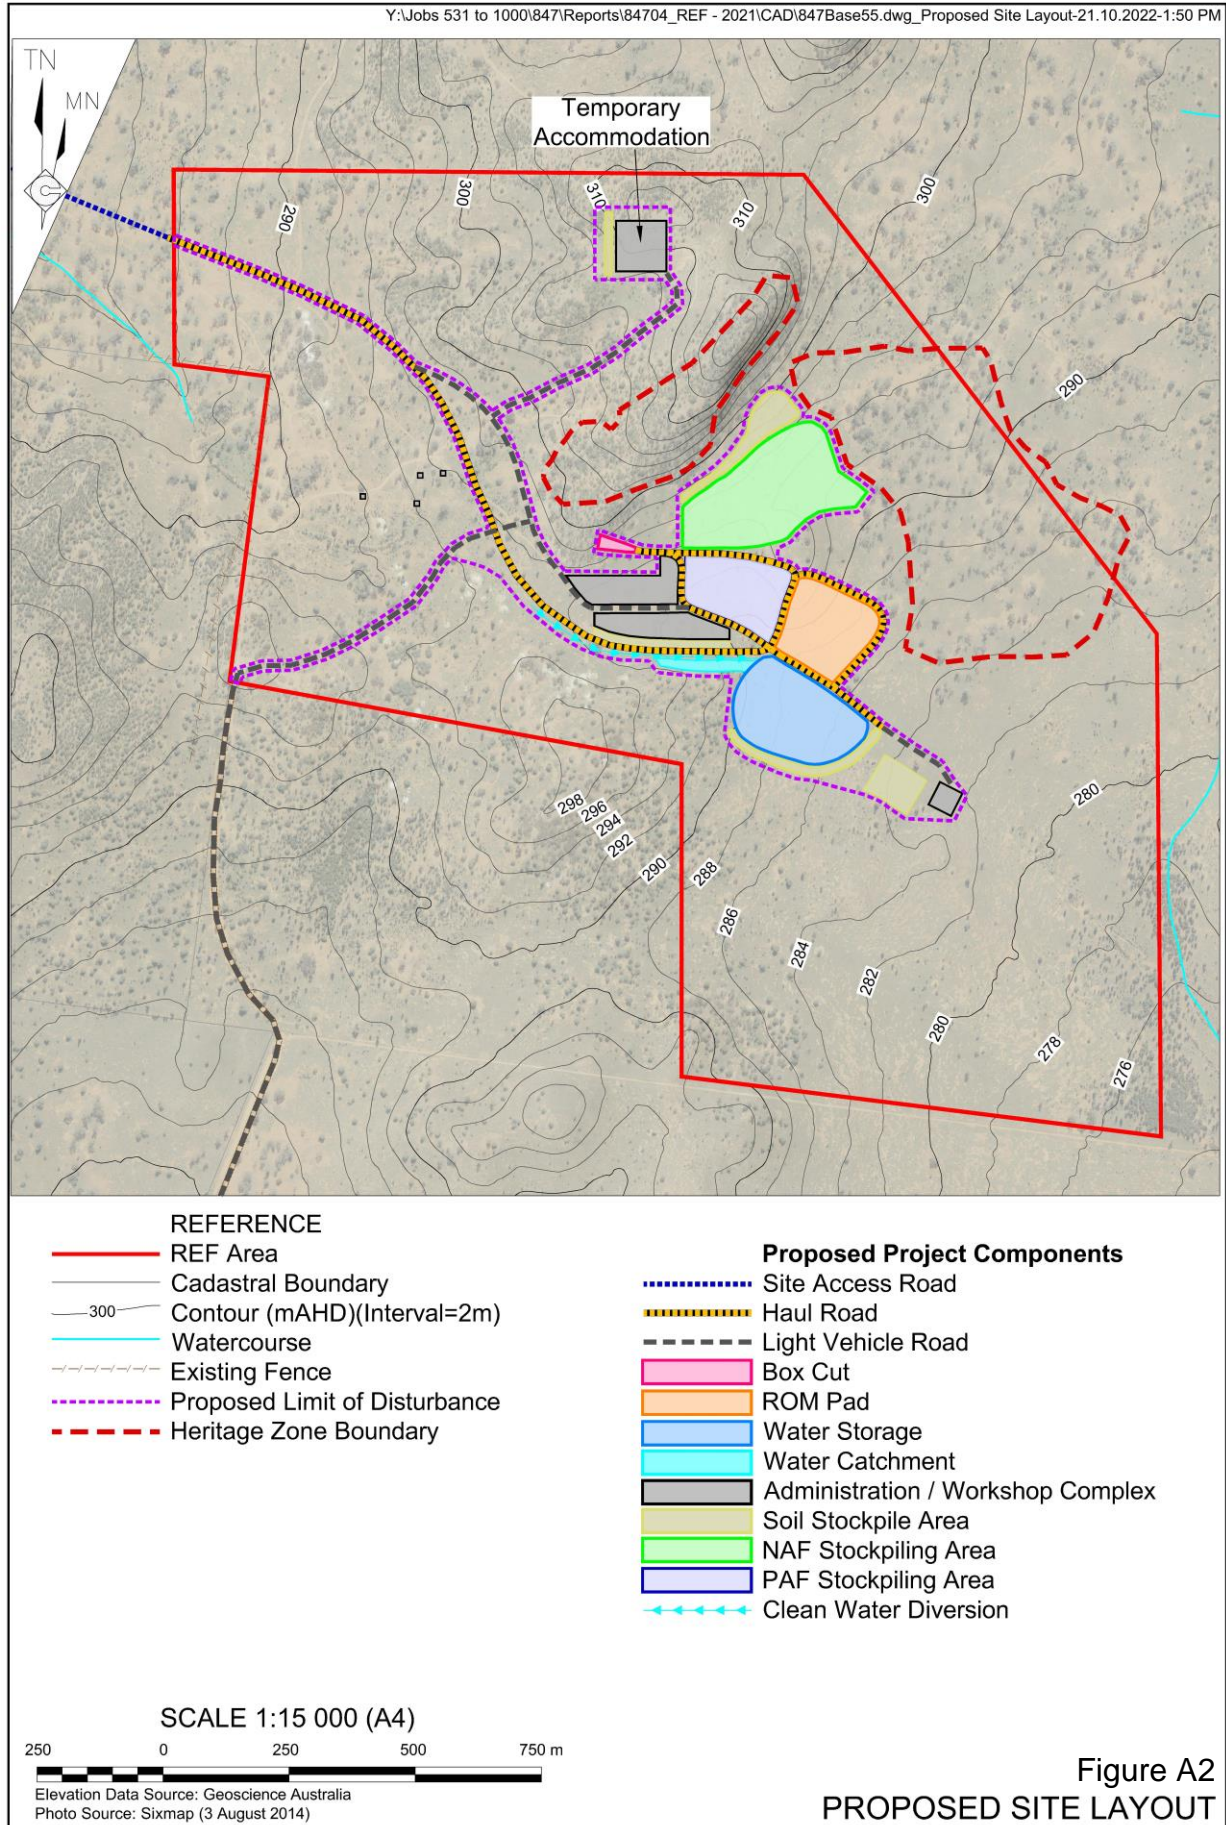 Y:\Jobs 531 to 1000\847\Reports\84704_REF - 2021\CAD\847Base55.dwg_Proposed Site Layout-21.10.2022-1:50 PM
TN
MN
Temporary
Accommodation
290
300
310
310
300
290
298
296
294
292
290
288
286
284
282
280
278
276
280
REFERENCE
REF Area
Cadastral Boundary
300
Contour (mAHD)(Interval=2m)
Watercourse
Existing Fence
Proposed Limit of Disturbance
Heritage Zone Boundary
Proposed Project Components
Site Access Road
Haul Road
Light Vehicle Road
Box Cut
ROM Pad
Water Storage
Water Catchment
Administration / Workshop Complex
Soil Stockpile Area
NAF Stockpiling Area
PAF Stockpiling Area
Clean Water Diversion
SCALE 1:15 000 (A4)
250 0 250 500 750 m
Elevation Data Source: Geoscience Australia
Photo Source: Sixmap (3 August 2014)
Figure A2
PROPOSED SITE LAYOUT